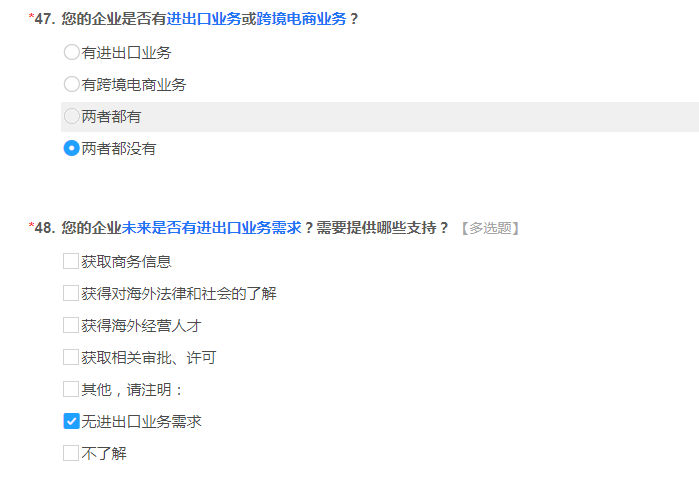 *47. 您的企业是否有进出口业务或跨境电商业务？
有进出口业务
有跨境电商业务
两者都有
两者都没有
*48. 您的企业未来是否有进出口业务需求？需要提供哪些支持？【多选题】
获取商务信息
获得对海外法律和社会的了解
获得海外经营人才
获取相关审批、许可
其他，请注明：
无进出口业务需求
不了解